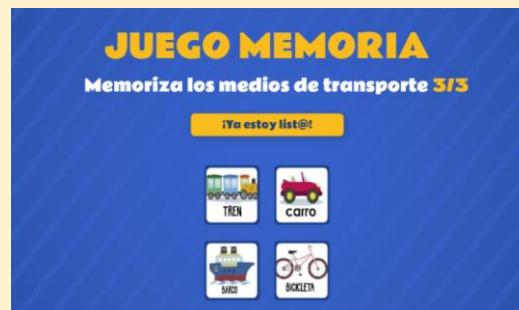 JUEGO MEMORIA
Memoriza los medios de transporte 3/3
¡Ya estoy list@!
TREN carro
BARCO BICICLETA